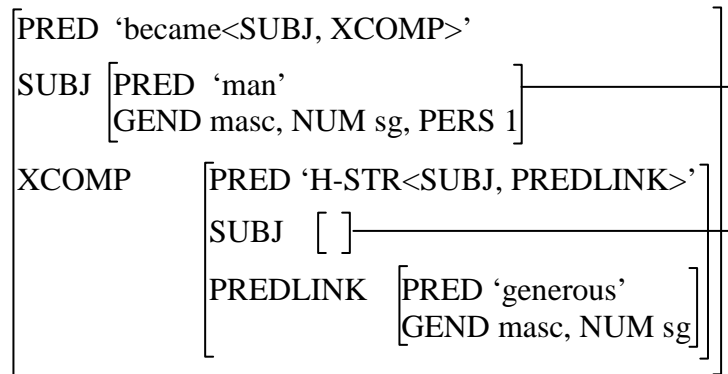 PRED ‘became<SUBJ, XCOMP>’
SUBJ PRED ‘man’
GEND masc, NUM sg, PERS 1
XCOMP PRED ‘H-STR<SUBJ, PREDLINK>’
SUBJ [ ]
PREDLINK PRED ‘generous’
GEND masc, NUM sg